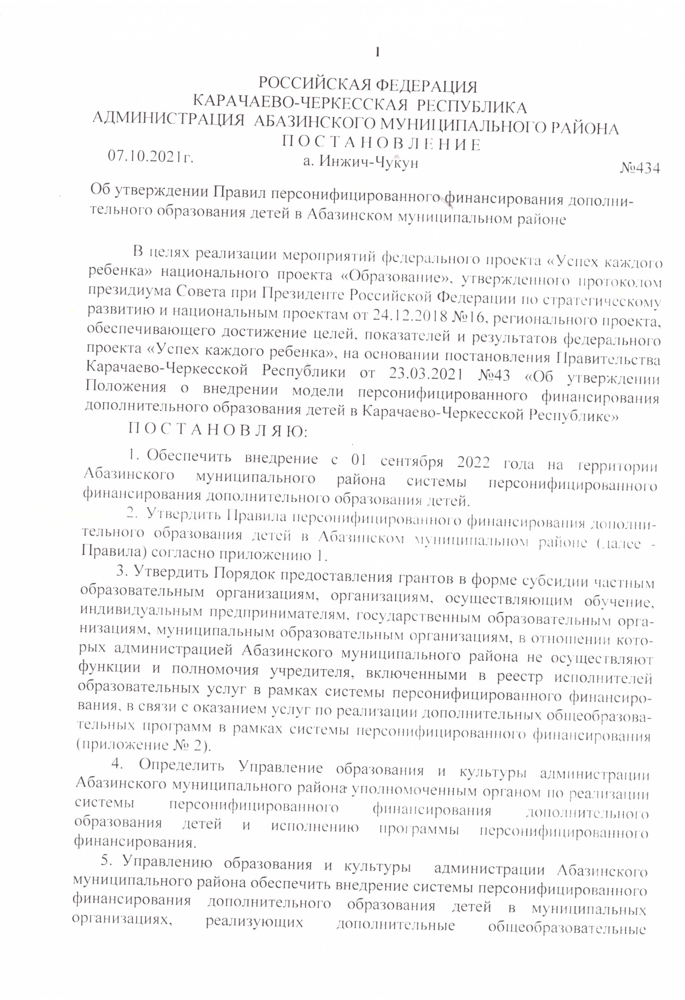 1
РОССИЙСКАЯ ФЕДЕРАЦИЯ
КАРАЧАЕВО-ЧЕРКЕССКАЯ РЕСПУБЛИКА
АДМИНИСТРАЦИЯ АБАЗИНСКОГО МУНИЦИПАЛЬНОГО РАЙОНА
П О С Т А Н О В Л Е Н И Е
07.10.2021г. а. Инжич-Чукун №434
Об утверждении Правил персонифицированного финансирования дополни-
тельного образования детей в Абазинском муниципальном районе
В целях реализации мероприятий федерального проекта «Успех каждого
ребенка» национального проекта «Образование», утвержденного протоколом
президиума Совета при Президенте Российской Федерации по стратегическому
развитию и национальным проектам от 24.12.2018 №16, регионального проекта,
обеспечивающего достижение целей, показателей и результатов федерального
проекта «Успех каждого ребенка», на основании постановления Правительства
Карачаево-Черкесской Республики от 23.03.2021 №43 «Об утверждении
Положения о внедрении модели персонифицированного финансирования
дополнительного образования детей в Карачаево-Черкесской Республике»
П О С Т А Н О В Л Я Ю:
1. Обеспечить внедрение с 01 сентября 2022 года на территории
Абазинского муниципального района системы персонифицированного
финансирования дополнительного образования детей.
2. Утвердить Правила персонифицированного финансирования дополни-
тельного образования детей в Абазинском муниципальном районе (далее -
Правила) согласно приложению 1.
3. Утвердить Порядок предоставления грантов в форме субсидии частным
образовательным организациям, организациям, осуществляющим обучение,
индивидуальным предпринимателям, государственным образовательным орга-
низациям, муниципальным образовательным организациям, в отношении кото-
рых администрацией Абазинского муниципального района не осуществляют
функции и полномочия учредителя, включенными в реестр исполнителей
образовательных услуг в рамках системы персонифицированного финансиро-
вания, в связи с оказанием услуг по реализации дополнительных общеобразова-
тельных программ в рамках системы персонифицированного финансирования
(приложение № 2).
4. Определить Управление образования и культуры администрации
Абазинского муниципального района уполномоченным органом по реализации
системы персонифицированного финансирования дополнительного
образования детей и исполнению программы персонифицированного
финансирования.
5. Управлению образования и культуры администрации Абазинского
муниципального района обеспечить внедрение системы персонифицированного
финансирования дополнительного образования детей в муниципальных
организациях, реализующих дополнительные общеобразовательные